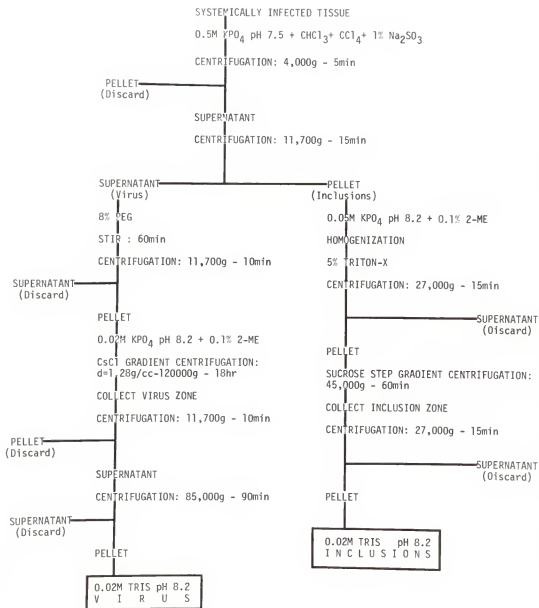 SYSTEMICALLY INFECTED TISSUE
0.5M KPO4 pH 7.5 + CHCl3+ CCl4+ 1% Na2SO3
CENTRIFUGATION: 4,000g - 5min
PELLET
(Discard)
SUPERNATANT
CENTRIFUGATION: 11,700g - 15min
SUPERNATANT
(Virus)
8% PEG
STIR : 60min
CENTRIFUGATION: 11,700g - 10min
SUPERNATANT
(Discard)
PELLET
0.02M KPO4 pH 8.2 + 0.1% 2-ME
CsCl GRADIENT CENTRIFUGATION:
d=1,28g/cc-120000g - 18hr
COLLECT VIRUS ZONE
CENTRIFUGATION: 11,700g - 10min
PELLET
(Discard)
SUPERNATANT
CENTRIFUGATION: 85,000g - 90min
SUPERNATANT
(Discard)
PELLET
0.02M TRIS pH 8.2
V I R U S
PELLET
(Inclusions)
0.05M KPO4 pH 8.2 + 0.1% 2-ME
HOMOGENIZATION
5% TRITON-X
CENTRIFUGATION: 27,000g - 15min
SUPERNATANT
(Discard)
PELLET
SUCROSE STEP GRADIENT CENTRIFUGATION:
45,000g - 60min
COLLECT INCLUSION ZONE
CENTRIFUGATION: 27,000g - 15min
SUPERNATANT
(Discard)
PELLET
0.02M TRIS pH 8.2
I N C L U S I O N S